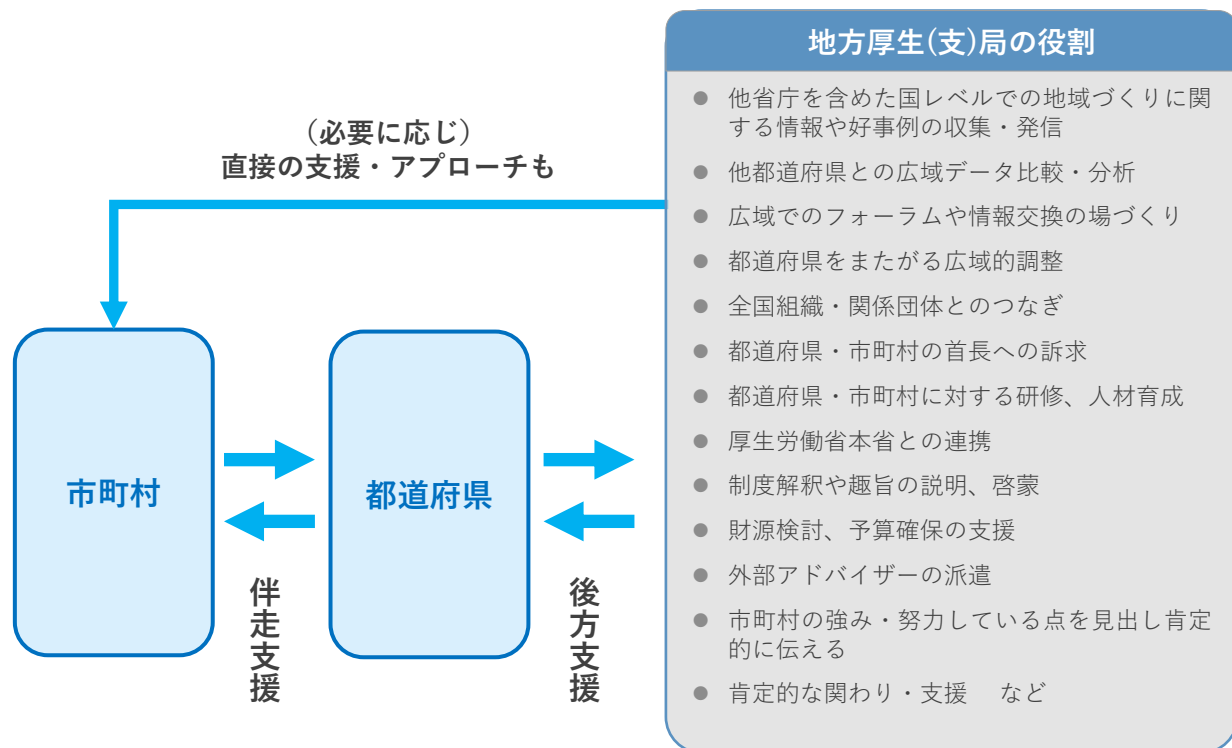 地方厚生(支)局の役割
● 他省庁を含めた国レベルでの地域づくりに関
する情報や好事例の収集・発信
● 他都道府県との広域データ比較・分析
● 広域でのフォーラムや情報交換の場づくり
● 都道府県をまたがる広域的調整
● 全国組織・関係団体とのつなぎ
● 都道府県・市町村の首長への訴求
● 都道府県・市町村に対する研修、人材育成
● 厚生労働省本省との連携
● 制度解釈や趣旨の説明、啓蒙
● 財源検討、予算確保の支援
● 外部アドバイザーの派遣
● 市町村の強み・努力している点を見出し肯定
的に伝える
● 肯定的な関わり・支援　など
（必要に応じ）
直接の支援・アプローチも
市町村
都道府県
伴走支援
後方支援